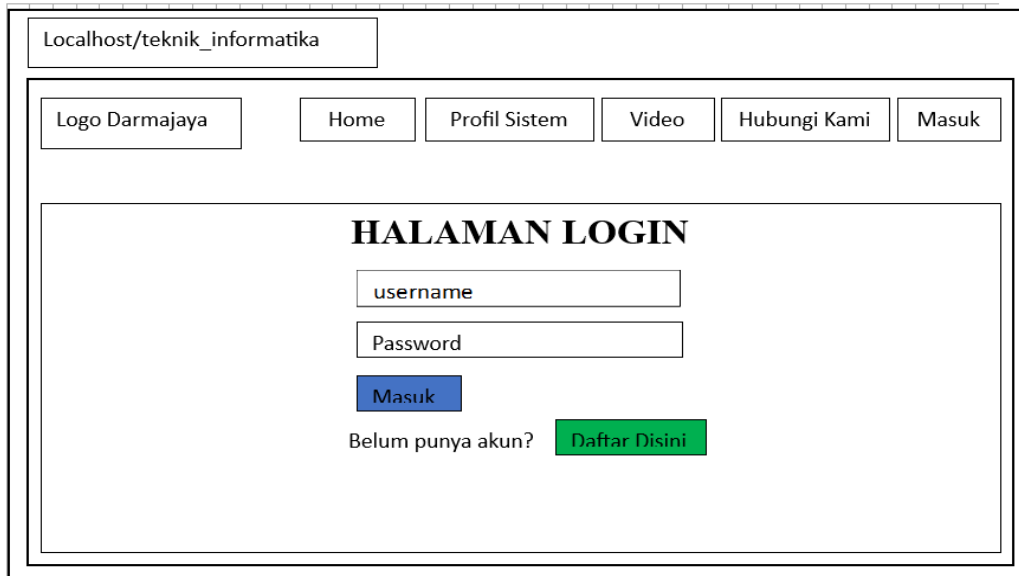 Localhost/teknik_informatika
Logo Darmajaya Home Profil Sistem Video Hubungi Kami Masuk
HALAMAN LOGIN
username
Password
Masuk
Belum punya akun? Daftar Disini